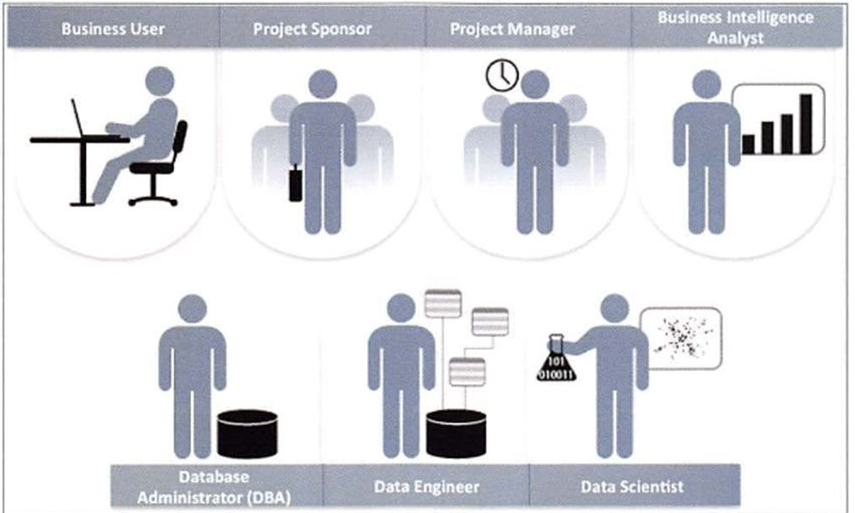 Business User
Project Sponsor
Project Manager
Business Intelligence
Analyst
101
010011
Database
Administrator (DBA)
Data Engineer
Data Scientist